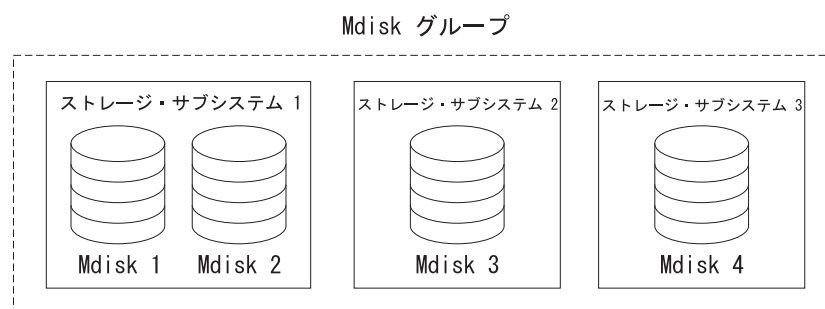 Mdisk グループ
ストレージ・サブシステム 1
ストレージ・サブシステム 2
ストレージ・サブシステム 3
Mdisk 1
Mdisk 2
Mdisk 3
Mdisk 4